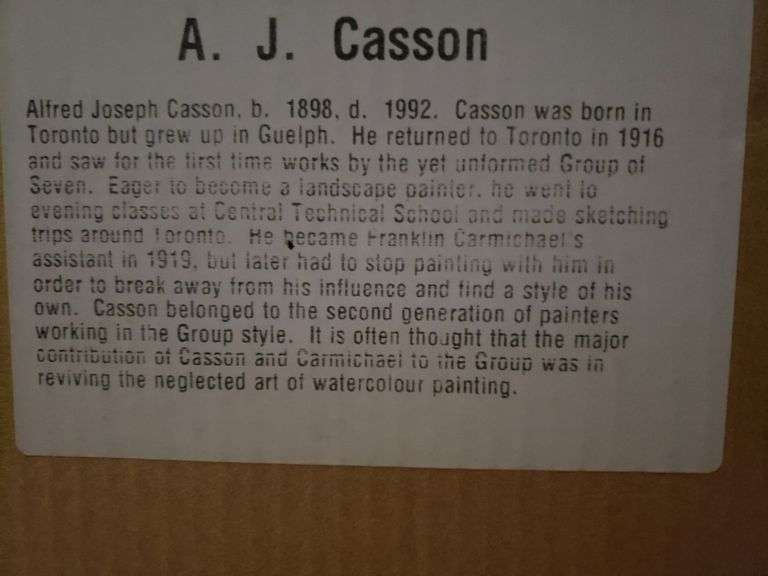 A. J. Casson
Alfred Joseph Casson, b. 1898, d. 1992. Casson was born in
Toronto but grew up in Guelph. He returned to Toronto in 1916
and saw for the first time works by the yet unformed Group of
Seven. Eager to become a landscape painter, he went to
evening classes at Central Technical School and made sketching
trips around Toronto. He became Franklin Carmichael's
assistant in 1919, but later had to stop painting with him in
order to break away from his influence and find a style of his
own. Casson belonged to the second generation of painters
working in the Group style. It is often thought that the major
contribution of Casson and Carmichael to the Group was in
reviving the neglected art of watercolour painting.